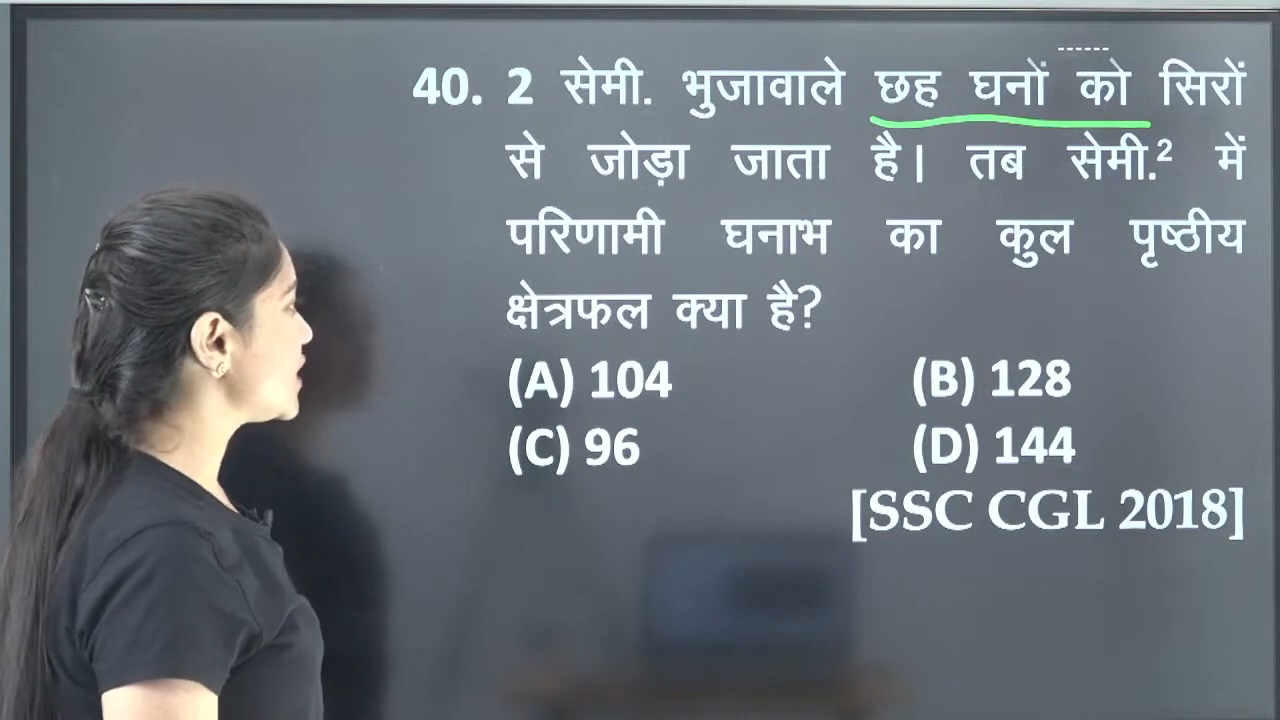 40. 2 सेमी. भुजावाले छह घनों को सिरों
से जोड़ा जाता है। तब सेमी.² में
परिणामी घनाभ का कुल पृष्ठीय
क्षेत्रफल क्या है?
(A) 104 (B) 128
(C) 96 (D) 144
[SSC CGL 2018]